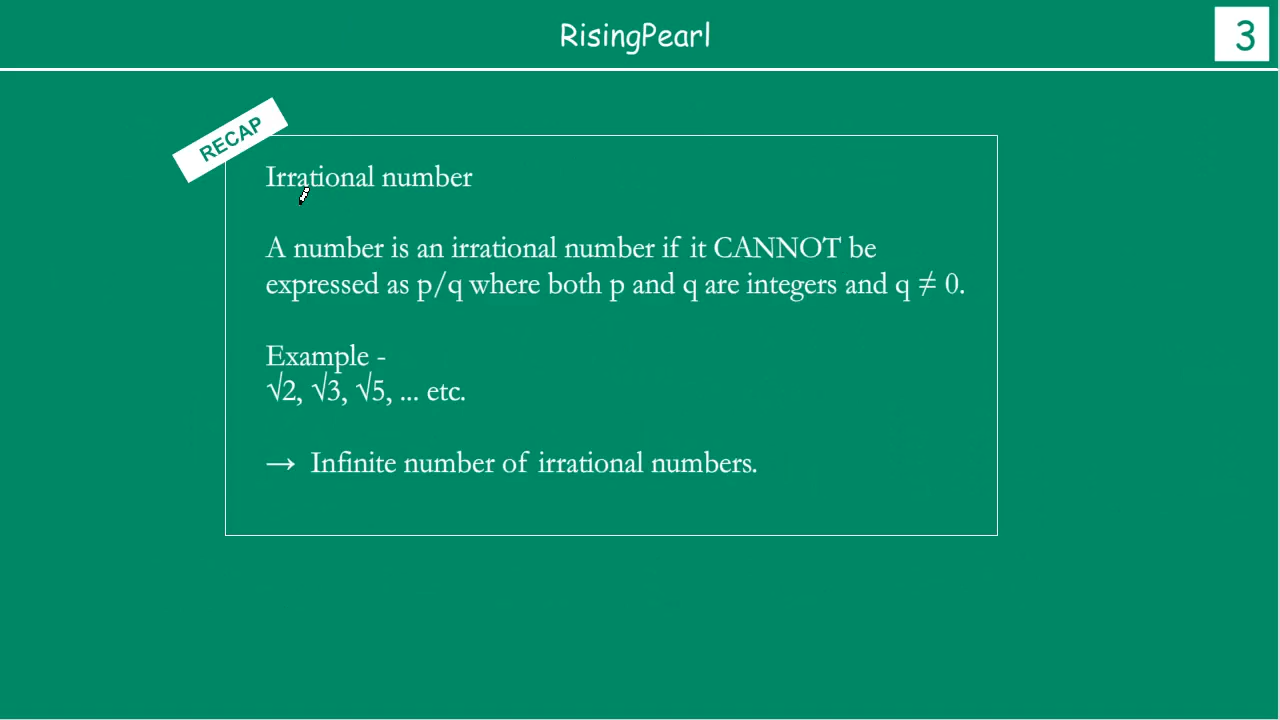 RisingPearl
3
RECAP
Irrational number
A number is an irrational number if it CANNOT be
expressed as p/q where both p and q are integers and q ≠ 0.
Example -
√2, √3, √5, ... etc.
→ Infinite number of irrational numbers.